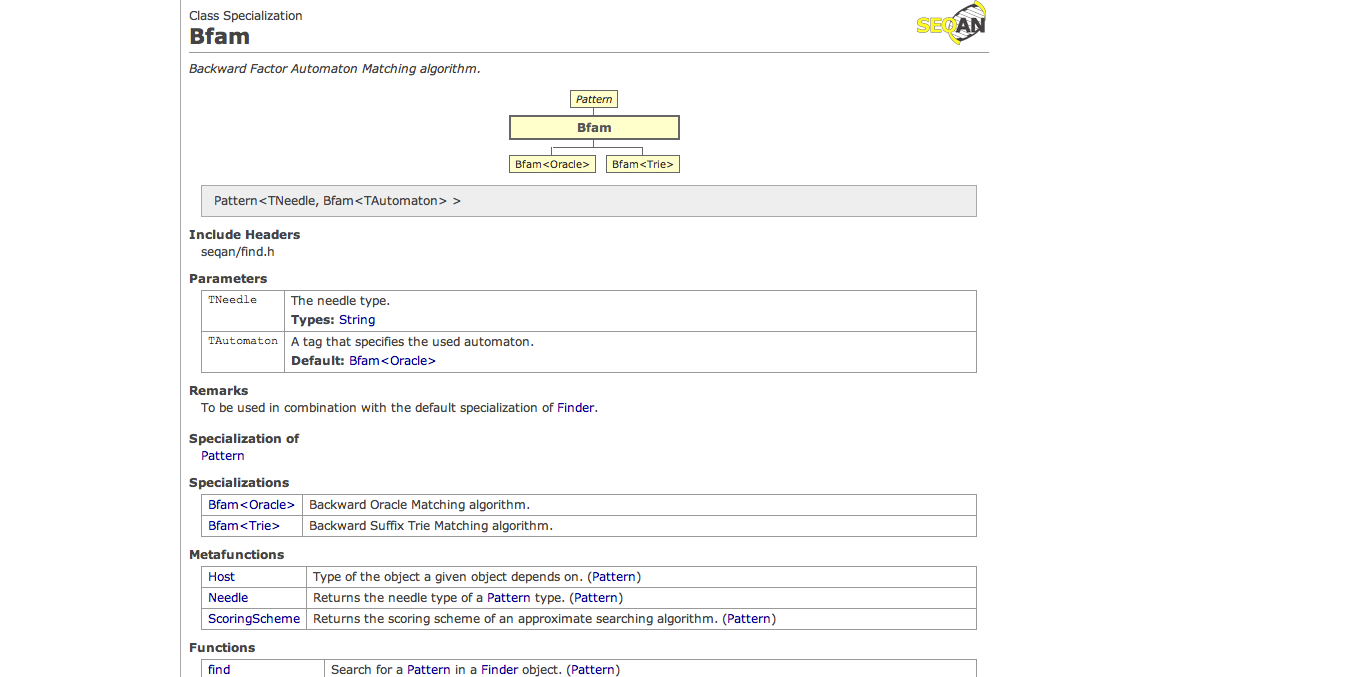 Class Specialization
SEQAN
Bfam
Backward Factor Automaton Matching algorithm.
Pattern
Bfam
Bfam<Oracle> Bfam<Trie>
Pattern<TNeedle, Bfam<TAutomaton> >
Include Headers
seqan/find.h
Parameters
TNeedle The needle type.
Types: String
TAutomaton A tag that specifies the used automaton.
Default: Bfam<Oracle>
Remarks
To be used in combination with the default specialization of Finder.
Specialization of
Pattern
Specializations
Bfam<Oracle> Backward Oracle Matching algorithm.
Bfam<Trie> Backward Suffix Trie Matching algorithm.
Metafunctions
Host Type of the object a given object depends on. (Pattern)
Needle Returns the needle type of a Pattern type. (Pattern)
ScoringScheme Returns the scoring scheme of an approximate searching algorithm. (Pattern)
Functions
find Search for a Pattern in a Finder object. (Pattern)